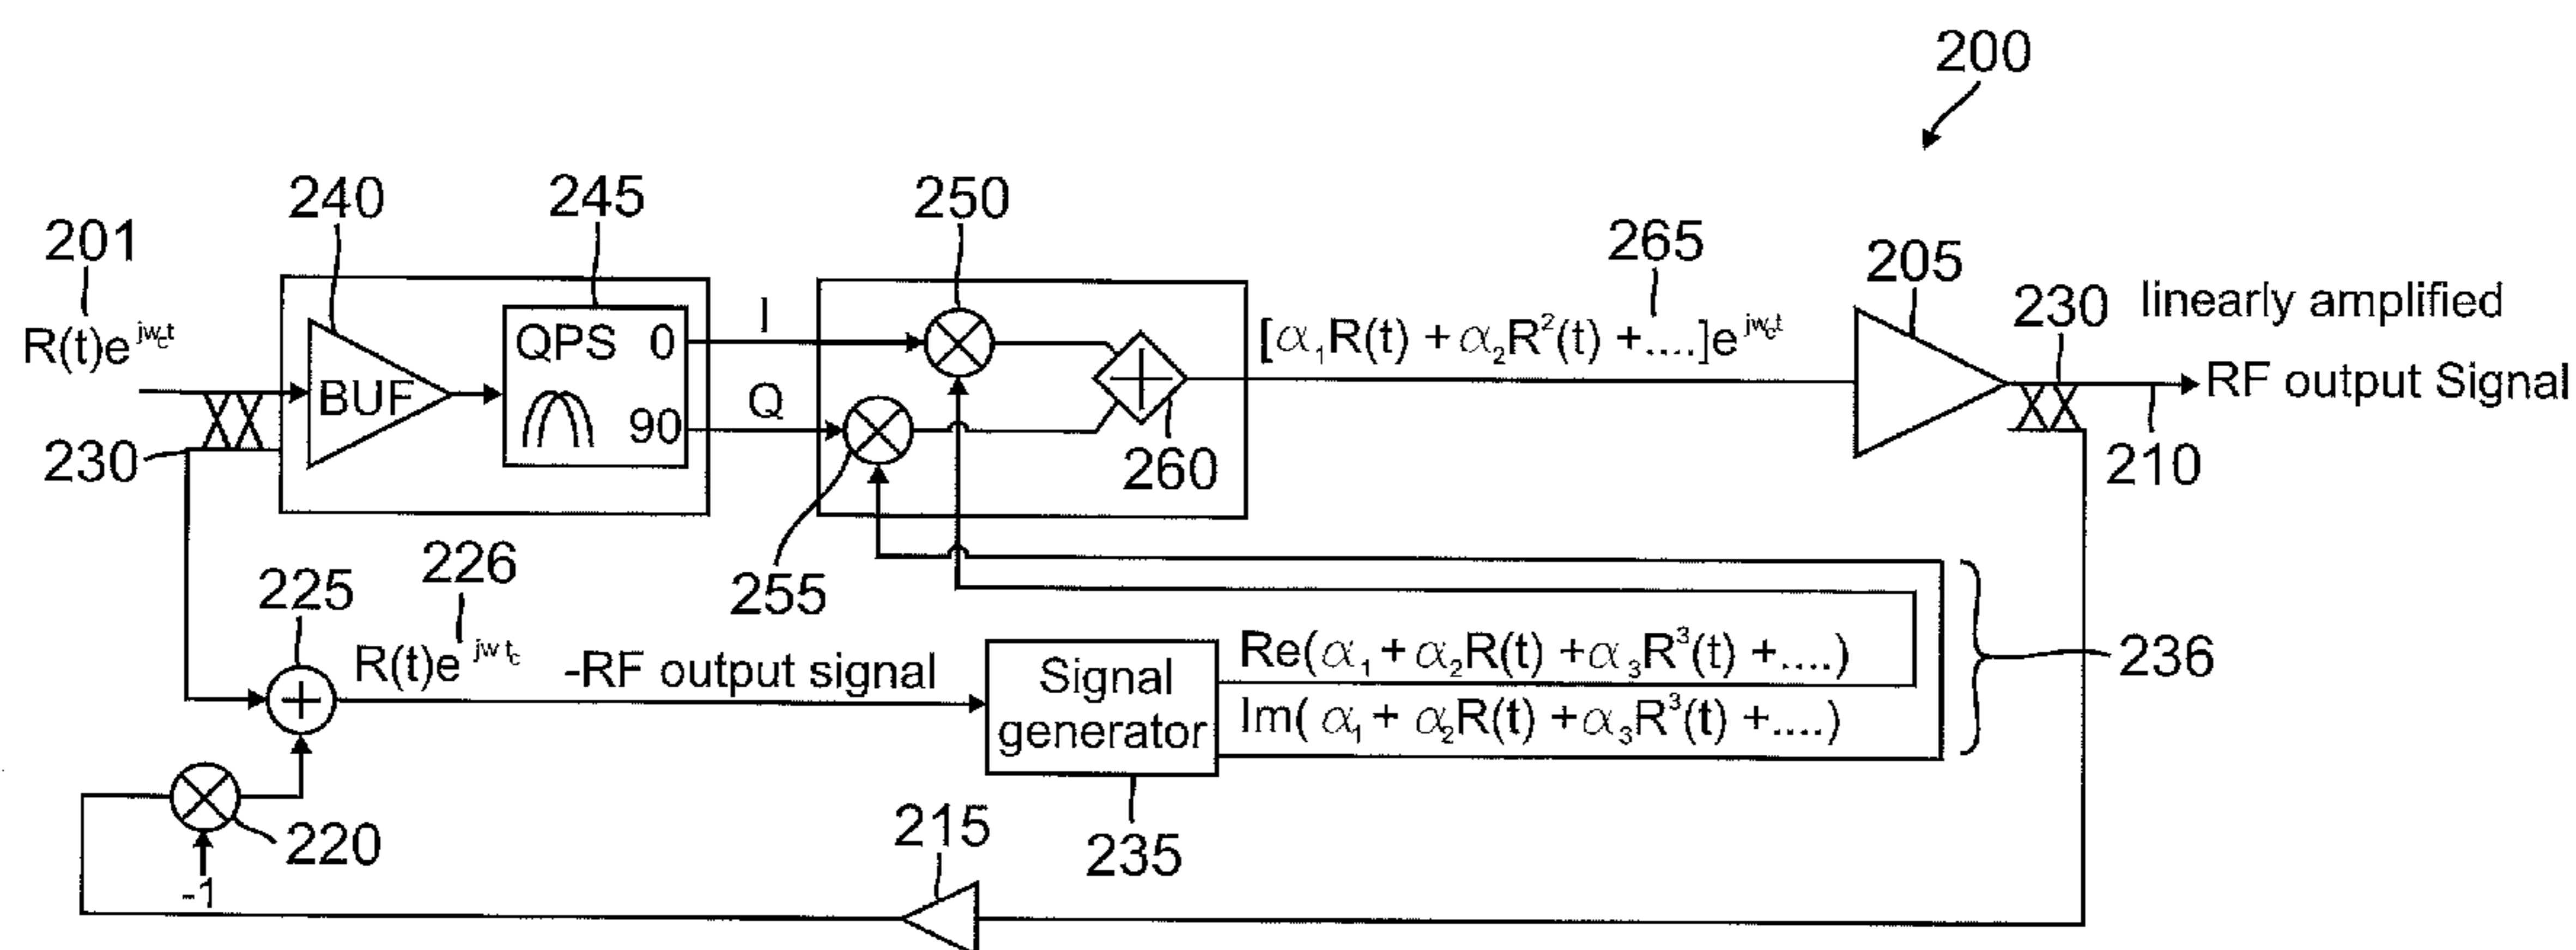 200
240
245
250
201
265
205
230
linearly amplified
R(t)e^{jw_ct}
BUF
QPS 0
90
I
Q
[α₁R(t) + α₂R²(t) +....]e^{jw_ct}
RF output Signal
230
260
210
226
225
255
R(t)e^{jwt_c}
-RF output signal
Signal
generator
Re(α₁ + α₂R(t) +α₃R³(t) +....)
Im( α₁ + α₂R(t) +α₃R³(t) +....)
236
220
-1
215
235